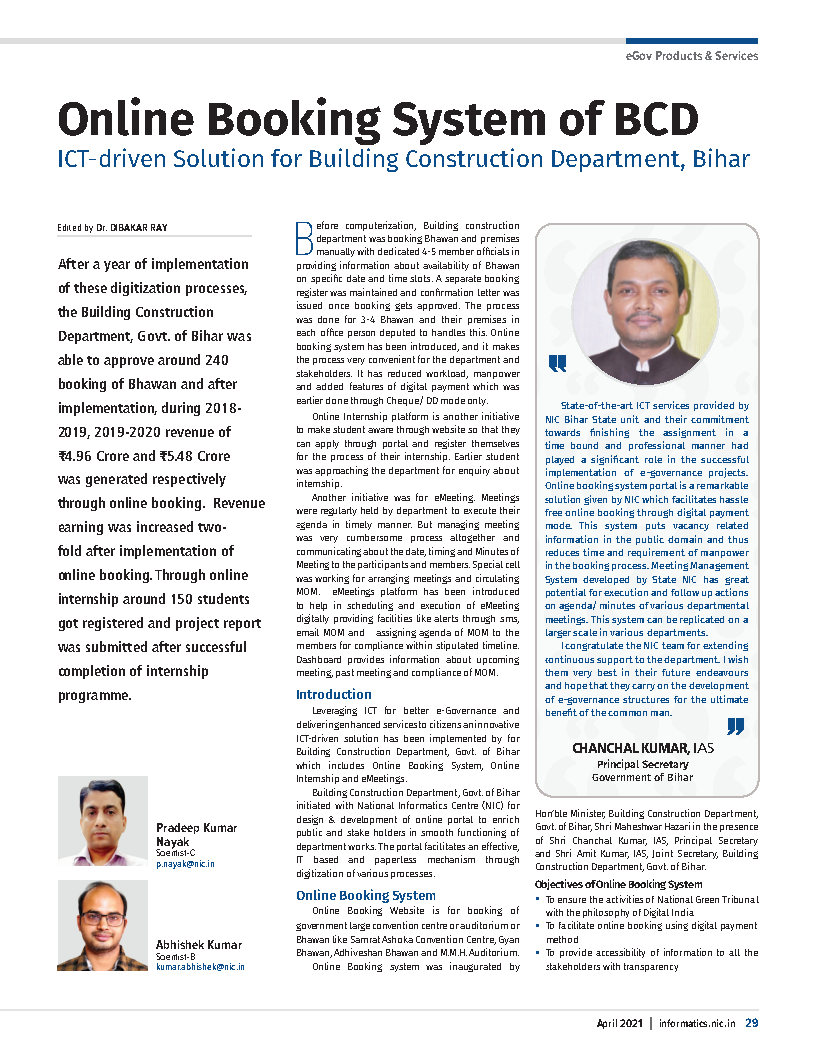 eGov Products & Services
Online Booking System of BCD
ICT-driven Solution for Building Construction Department, Bihar
Edited by Dr. DIBAKAR RAY
After a year of implementation
of these digitization processes,
the Building Construction
Department, Govt. of Bihar was
able to approve around 240
booking of Bhawan and after
implementation, during 2018-
2019, 2019-2020 revenue of
₹4.96 Crore and ₹5.48 Crore
was generated respectively
through online booking. Revenue
earning was increased two-
fold after implementation of
online booking. Through online
internship around 150 students
got registered and project report
was submitted after successful
completion of internship
programme.
Pradeep Kumar
Nayak
Scientist-C
p.nayak@nic.in
Abhishek Kumar
Scientist-B
kumar.abhishek@nic.in
Before computerization, Building construction
department was booking Bhawan and premises
manually with dedicated 4-5 member officials in
providing information about availability of Bhawan
on specific date and time slots. A separate booking
register was maintained and confirmation letter was
issued once booking gets approved. The process
was done for 3-4 Bhawan and their premises in
each office person deputed to handles this. Online
booking system has been introduced, and it makes
the process very convenient for the department and
stakeholders. It has reduced workload, manpower
and added features of digital payment which was
earlier done through Cheque/ DD mode only.
Online Internship platform is another initiative
to make student aware through website so that they
can apply through portal and register themselves
for the process of their internship. Earlier student
was approaching the department for enquiry about
internship.
Another initiative was for eMeeting. Meetings
were regularly held by department to execute their
agenda in timely manner. But managing meeting
was very cumbersome process altogether and
communicating about the date, timing and Minutes of
Meeting to the participants and members. Special cell
was working for arranging meetings and circulating
MOM. eMeetings platform has been introduced
to help in scheduling and execution of eMeeting
digitally providing facilities like alerts through sms,
email MOM and assigning agenda of MOM to the
members for compliance within stipulated timeline.
Dashboard provides information about upcoming
meeting, past meeting and compliance of MOM.
Introduction
Leveraging ICT for better e-Governance and
delivering enhanced services to citizens an innovative
ICT-driven solution has been implemented by for
Building Construction Department, Govt. of Bihar
which includes Online Booking System, Online
Internship and eMeetings.
Building Construction Department, Govt. of Bihar
initiated with National Informatics Centre (NIC) for
design & development of online portal to enrich
public and stake holders in smooth functioning of
department works. The portal facilitates an effective,
IT based and paperless mechanism through
digitization of various processes.
Online Booking System
Online Booking Website is for booking of
government large convention centre or auditorium or
Bhawan like Samrat Ashoka Convention Centre, Gyan
Bhawan, Adhiveshan Bhawan and M.M.H. Auditorium.
Online Booking system was inaugurated by
State-of-the-art ICT services provided by
NIC Bihar State unit and their commitment
towards finishing the assignment in a
time bound and professional manner had
played a significant role in the successful
implementation of e-governance projects.
Online booking system portal is a remarkable
solution given by NIC which facilitates hassle
free online booking through digital payment
mode. This system puts vacancy related
information in the public domain and thus
reduces time and requirement of manpower
in the booking process. Meeting Management
System developed by State NIC has great
potential for execution and follow up actions
on agenda/ minutes of various departmental
meetings. This system can be replicated on a
larger scale in various departments.
I congratulate the NIC team for extending
continuous support to the department. I wish
them very best in their future endeavours
and hope that they carry on the development
of e-governance structures for the ultimate
benefit of the common man.
CHANCHAL KUMAR, IAS
Principal Secretary
Government of Bihar
Hon'ble Minister, Building Construction Department,
Govt. of Bihar, Shri Maheshwar Hazari in the presence
of Shri Chanchal Kumar, IAS, Principal Secretary
and Shri Amit Kumar, IAS, Joint Secretary, Building
Construction Department, Govt. of Bihar.
Objectives of Online Booking System
• To ensure the activities of National Green Tribunal
with the philosophy of Digital India
• To facilitate online booking using digital payment
method
• To provide accessibility of information to all the
stakeholders with transparency
April 2021 | informatics.nic.in 29